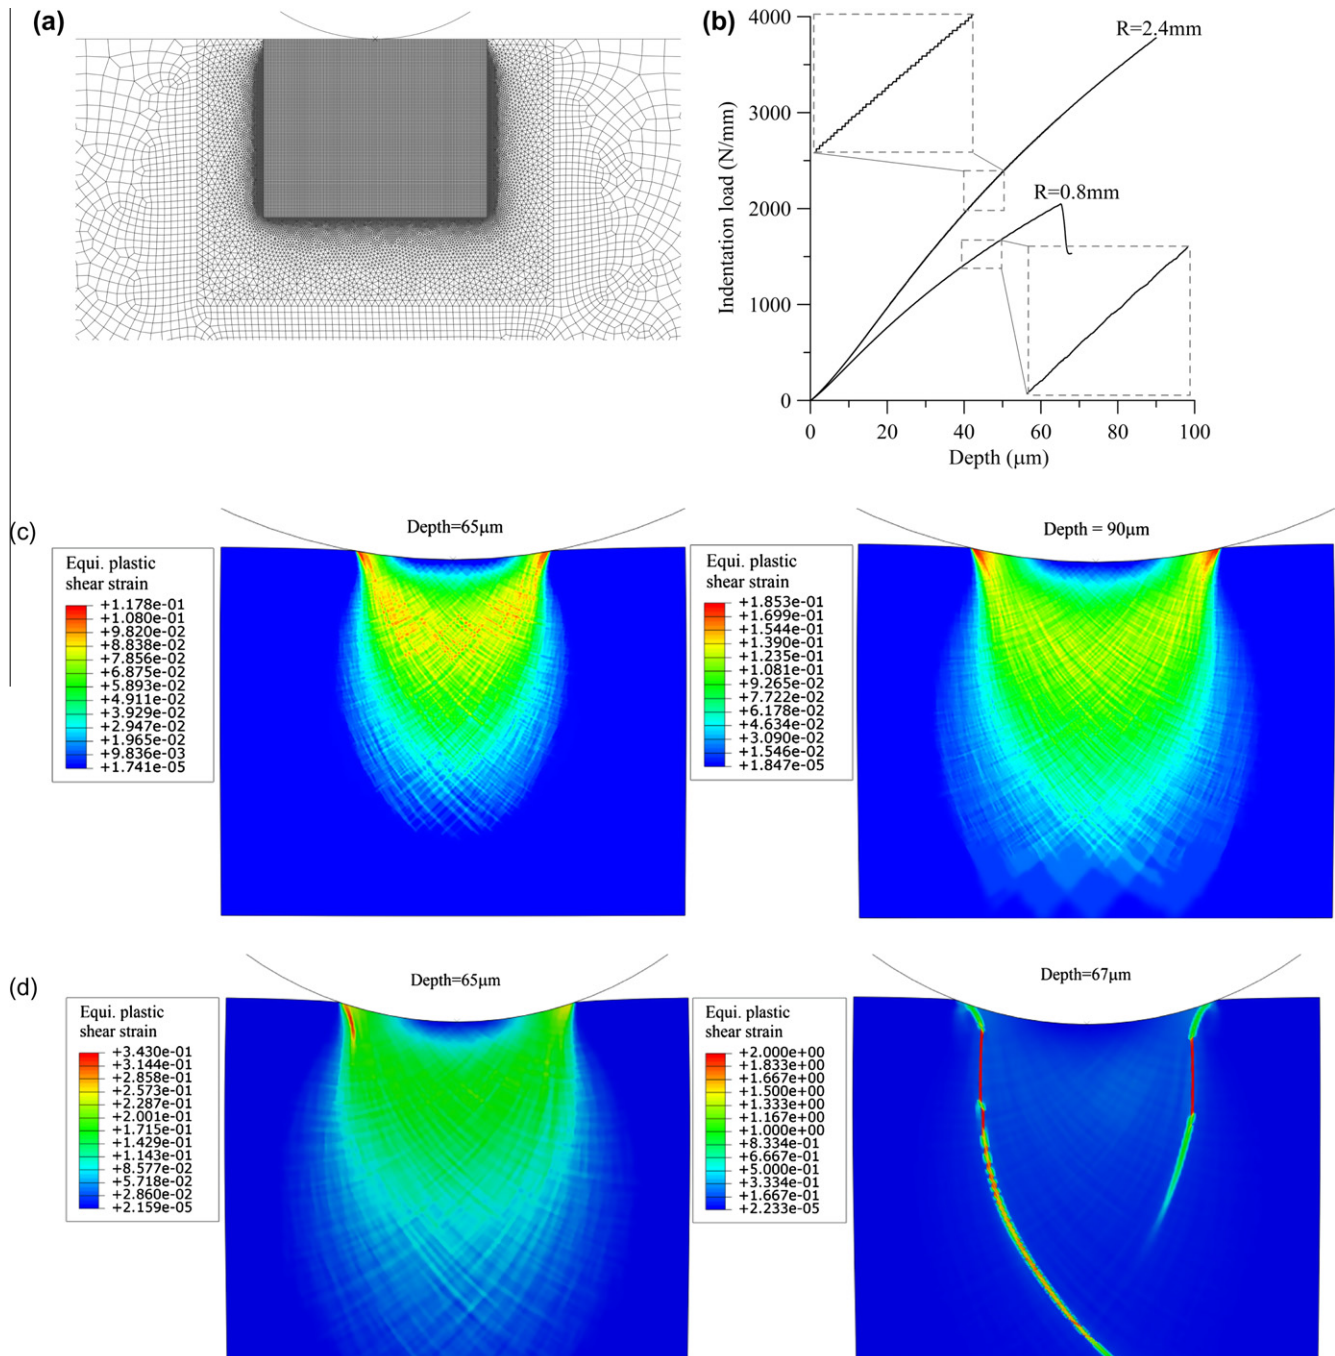 (a)
(b)
4000
3000
2000
1000
0
Indentation load (N/mm)
R=2.4mm
R=0.8mm
0
20
40
60
80
100
Depth (μm)
(c)
Depth=65μm
Equi. plastic
shear strain
+1.178e-01
+1.080e-01
+9.820e-02
+8.838e-02
+7.856e-02
+6.875e-02
+5.893e-02
+4.911e-02
+3.929e-02
+2.947e-02
+1.965e-02
+9.836e-03
+1.741e-05
Depth = 90μm
Equi. plastic
shear strain
+1.853e-01
+1.699e-01
+1.544e-01
+1.390e-01
+1.235e-01
+1.081e-01
+9.265e-02
+7.722e-02
+6.178e-02
+4.634e-02
+3.090e-02
+1.546e-02
+1.847e-05
(d)
Depth=65μm
Equi. plastic
shear strain
+3.430e-01
+3.144e-01
+2.858e-01
+2.573e-01
+2.287e-01
+2.001e-01
+1.715e-01
+1.429e-01
+1.143e-01
+8.577e-02
+5.718e-02
+2.860e-02
+2.159e-05
Depth=67μm
Equi. plastic
shear strain
+2.000e+00
+1.833e+00
+1.667e+00
+1.500e+00
+1.333e+00
+1.167e+00
+1.000e+00
+8.334e-01
+6.667e-01
+5.000e-01
+3.334e-01
+1.667e-01
+2.233e-05